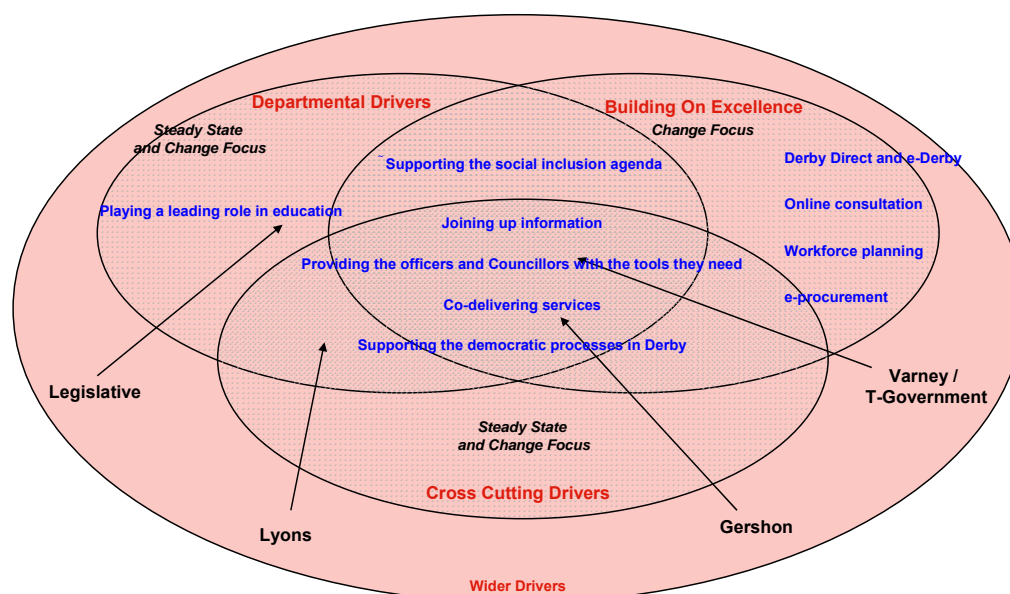 Departmental Drivers
Building On Excellence
Steady State
and Change Focus
Change Focus
Derby Direct and e-Derby
~Supporting the social inclusion agenda
Online consultation
Playing a leading role in education
Joining up information
Workforce planning
Providing the officers and Councillors with the tools they need
e-procurement
Co-delivering services
Supporting the democratic processes in Derby
Legislative
Varney /
T-Government
Steady State
and Change Focus
Cross Cutting Drivers
Lyons
Gershon
Wider Drivers